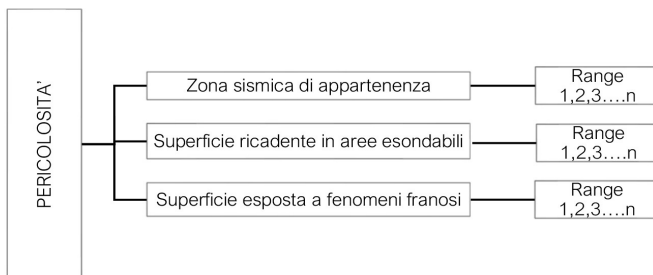 PERICOLOSITA’
Zona sismica di appartenenza
Range
1,2,3....n
Superficie ricadente in aree esondabili
Range
1,2,3....n
Superficie esposta a fenomeni franosi
Range
1,2,3....n